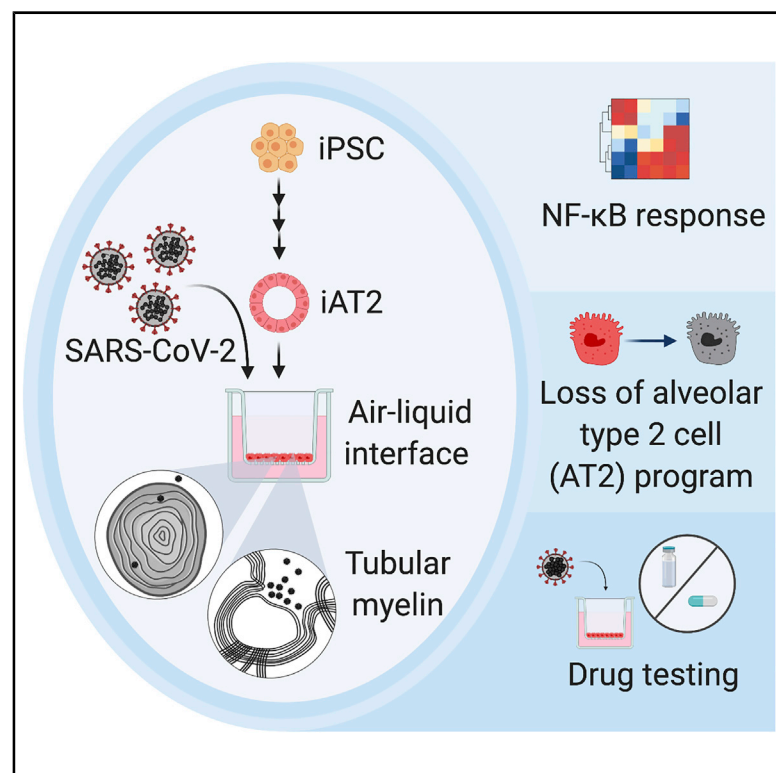 iPSC
iAT2
SARS-CoV-2
Air-liquid
interface
Tubular
myelin
NF-κB response
Loss of alveolar
type 2 cell
(AT2) program
Drug testing